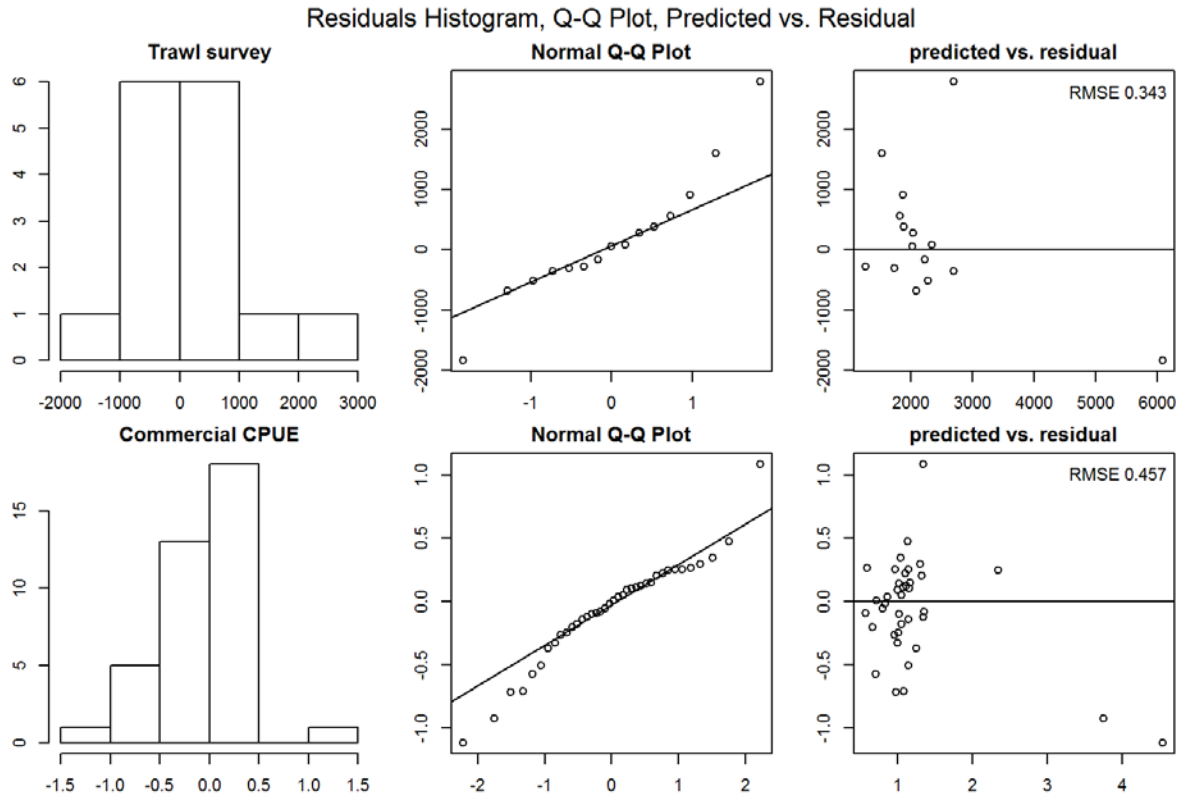 Residuals Histogram, Q-Q Plot, Predicted vs. Residual
Trawl survey
Normal Q-Q Plot
predicted vs. residual
6
5
4
3
2
1
0
-2000 -1000 0 1000 2000 3000
2000
1000
0
-1000
-2000
-1 0 1
RMSE 0.343
2000
1000
0
-1000
-2000
2000 3000 4000 5000 6000
Commercial CPUE
Normal Q-Q Plot
predicted vs. residual
15
10
5
0
-1.5 -1.0 0.0 0.5 1.0 1.5
1.0
0.5
0.0
-0.5
-1.0
-2 -1 0 1 2
RMSE 0.457
1.0
0.5
0.0
-0.5
-1.0
1 2 3 4